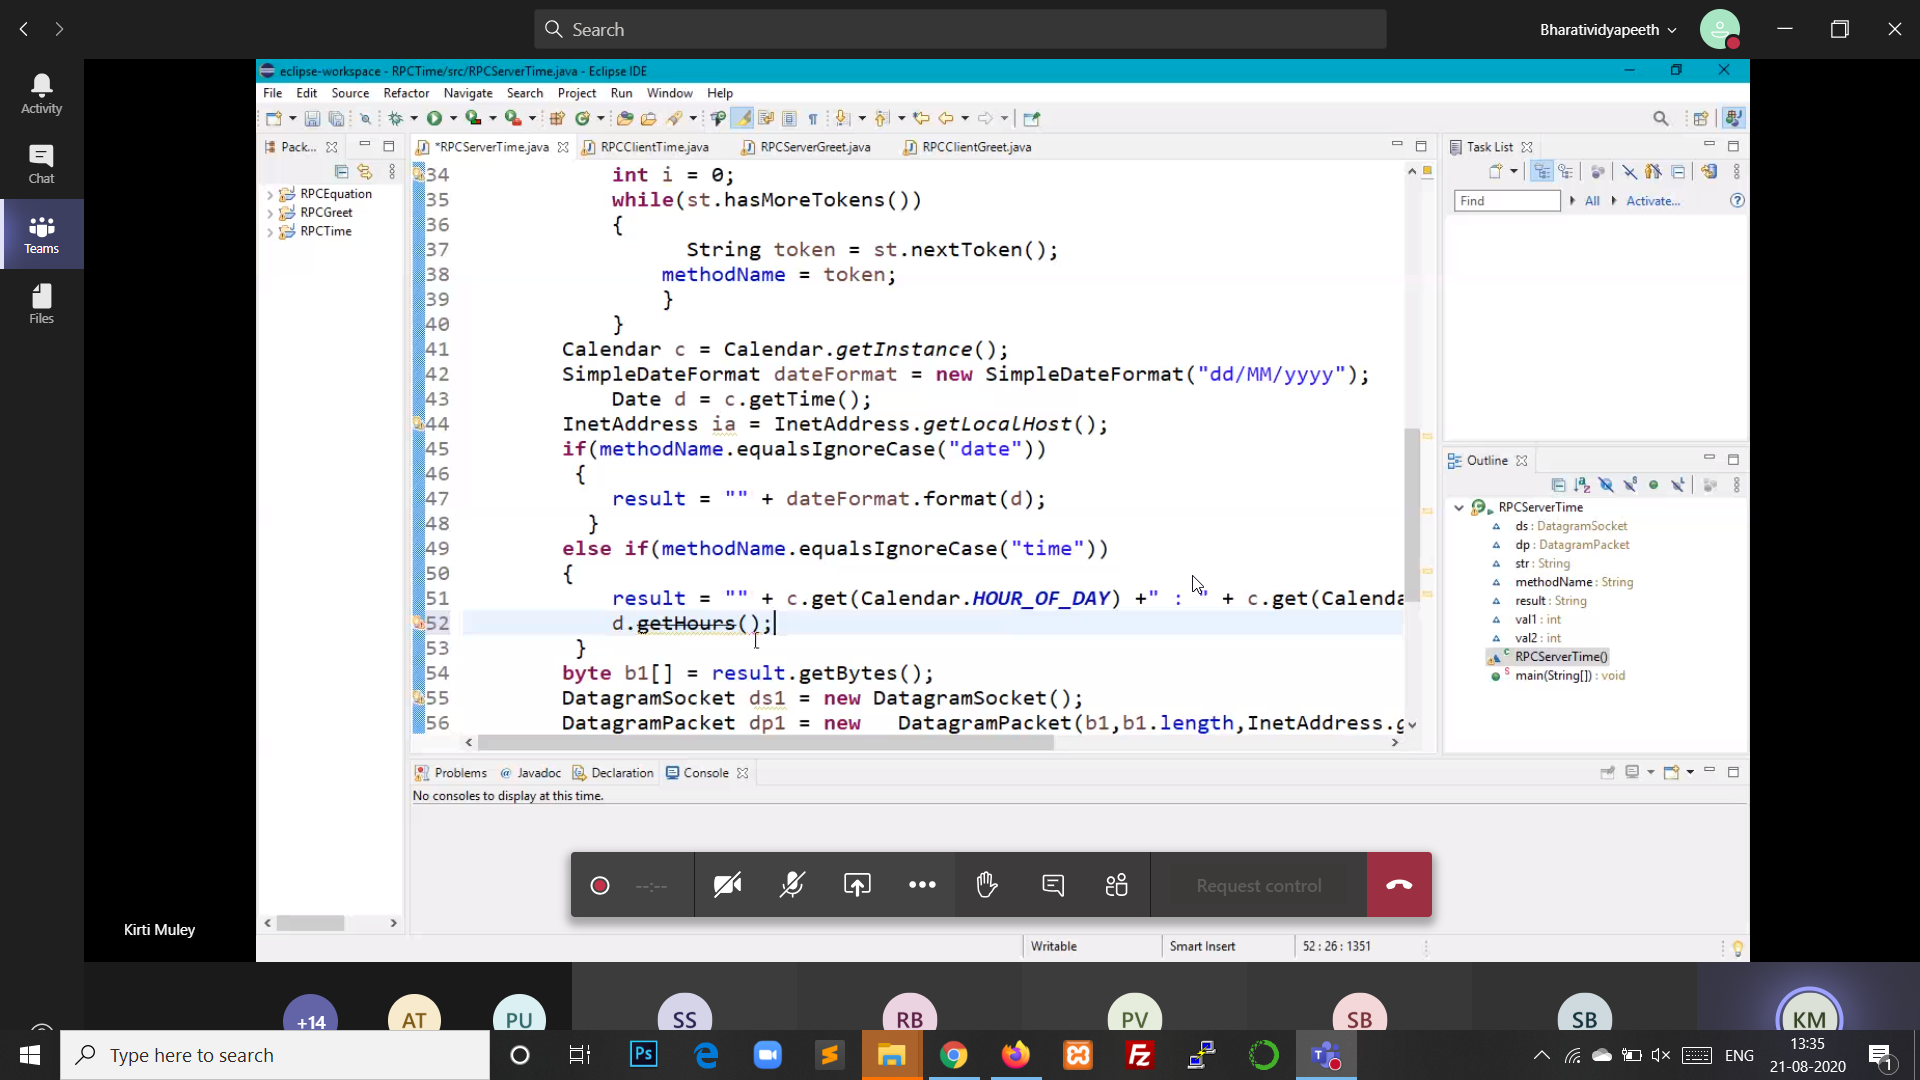 Search
Bharatividyapeeth
Activity
Chat
Teams
Files
eclipse-workspace - RPCTime/src/RPCServerTime.java - Eclipse IDE
File Edit Source Refactor Navigate Search Project Run Window Help
Pack...
*RPCServerTime.java RPCClientTime.java RPCServerGreet.java RPCClientGreet.java
RPCEquation
RPCGreet
RPCTime
34 int i = 0;
35 while(st.hasMoreTokens())
36 {
37 String token = st.nextToken();
38 methodName = token;
39 }
40 }
41 Calendar c = Calendar.getInstance();
42 SimpleDateFormat dateFormat = new SimpleDateFormat("dd/MM/yyyy");
43 Date d = c.getTime();
44 InetAddress ia = InetAddress.getLocalHost();
45 if(methodName.equalsIgnoreCase("date"))
46 {
47 result = "" + dateFormat.format(d);
48 }
49 else if(methodName.equalsIgnoreCase("time"))
50 {
51 result = "" + c.get(Calendar.HOUR_OF_DAY) +" : " + c.get(Calenda
52 d.getHours();
53 }
54 byte b1[] = result.getBytes();
55 DatagramSocket ds1 = new DatagramSocket();
56 DatagramPacket dp1 = new DatagramPacket(b1,b1.length,InetAddress.g
Task List
Find All Activate...
Outline
RPCServerTime
ds : DatagramSocket
dp : DatagramPacket
str : String
methodName : String
result : String
val1 : int
val2 : int
RPCServerTime()
main(String[]) : void
Problems @ Javadoc Declaration Console
No consoles to display at this time.
--:-- Request control
Kirti Muley
Writable Smart Insert 52 : 26 : 1351
+14 AT PU SS RB PV SB SB KM
Type here to search
ENG
13:35
21-08-2020
1